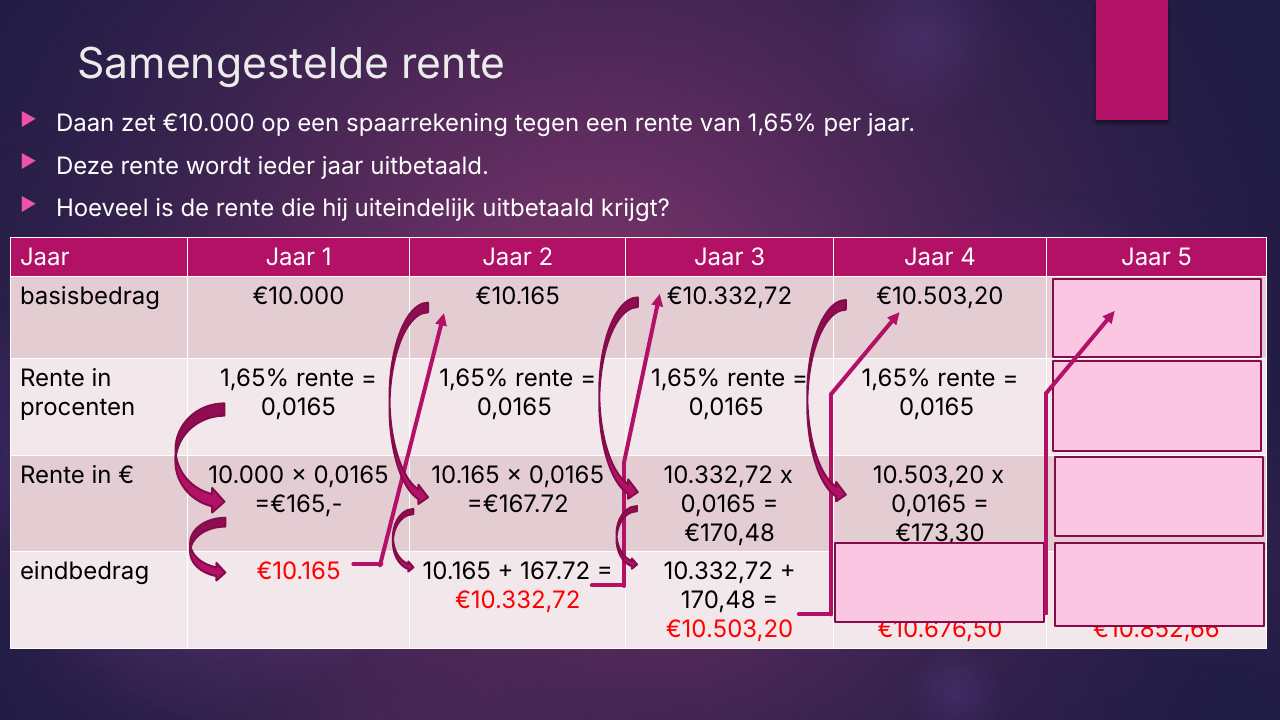 Samengestelde rente
Daan zet €10.000 op een spaarrekening tegen een rente van 1,65% per jaar.
Deze rente wordt ieder jaar uitbetaald.
Hoeveel is de rente die hij uiteindelijk uitbetaald krijgt?
Jaar
Jaar 1
Jaar 2
Jaar 3
Jaar 4
Jaar 5
basisbedrag
€10.000
€10.165
€10.332,72
€10.503,20
Rente in
procenten
1,65% rente =
0,0165
1,65% rente =
0,0165
1,65% rente =
0,0165
1,65% rente =
0,0165
Rente in €
10.000 × 0,0165
=€165,-
10.165 × 0,0165
=€167.72
10.332,72 x
0,0165 =
€170,48
10.503,20 x
0,0165 =
€173,30
eindbedrag
€10.165
10.165 + 167.72 =
€10.332,72
10.332,72 +
170,48 =
€10.503,20
€10.676,50
€10.852,66